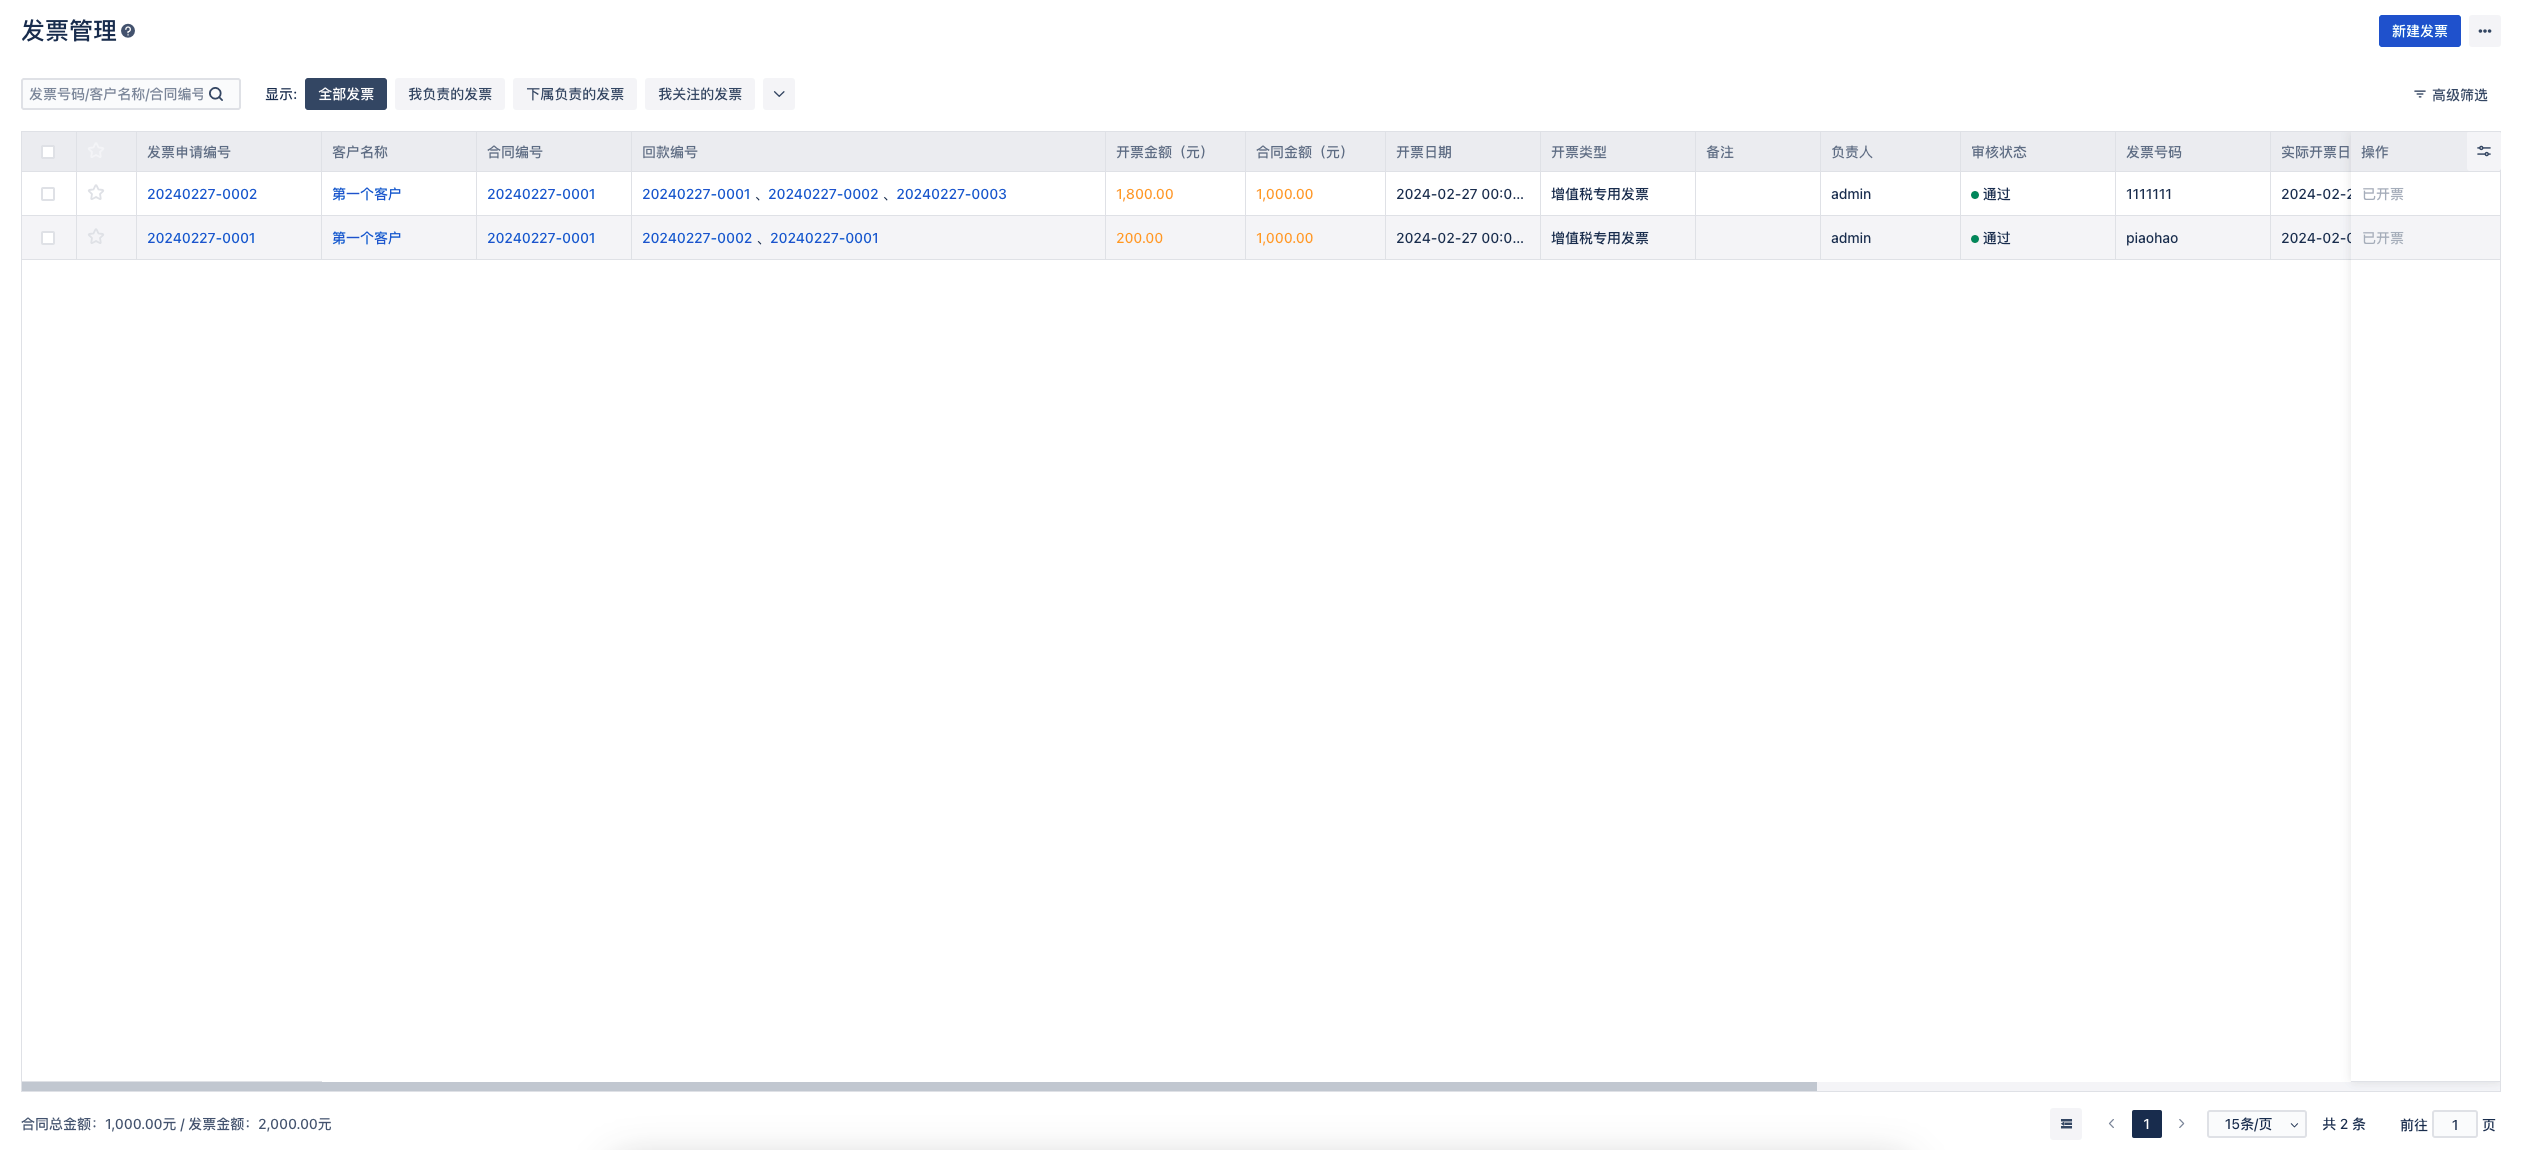 发票管理
新建发票
发票号码/客户名称/合同编号 显示: 全部发票 我负责的发票 下属负责的发票 我关注的发票 高级筛选
发票申请编号 客户名称 合同编号 回款编号 开票金额（元） 合同金额（元） 开票日期 开票类型 备注 负责人 审核状态 发票号码 实际开票日 操作
20240227-0002 第一个客户 20240227-0001 20240227-0001 、20240227-0002 、20240227-0003 1,800.00 1,000.00 2024-02-27 00:0... 增值税专用发票 admin 通过 1111111 2024-02-2 已开票
20240227-0001 第一个客户 20240227-0001 20240227-0002 、20240227-0001 200.00 1,000.00 2024-02-27 00:0... 增值税专用发票 admin 通过 piaohao 2024-02-0 已开票
合同总金额：1,000.00元 / 发票金额：2,000.00元 1 15条/页 共 2 条 前往 1 页